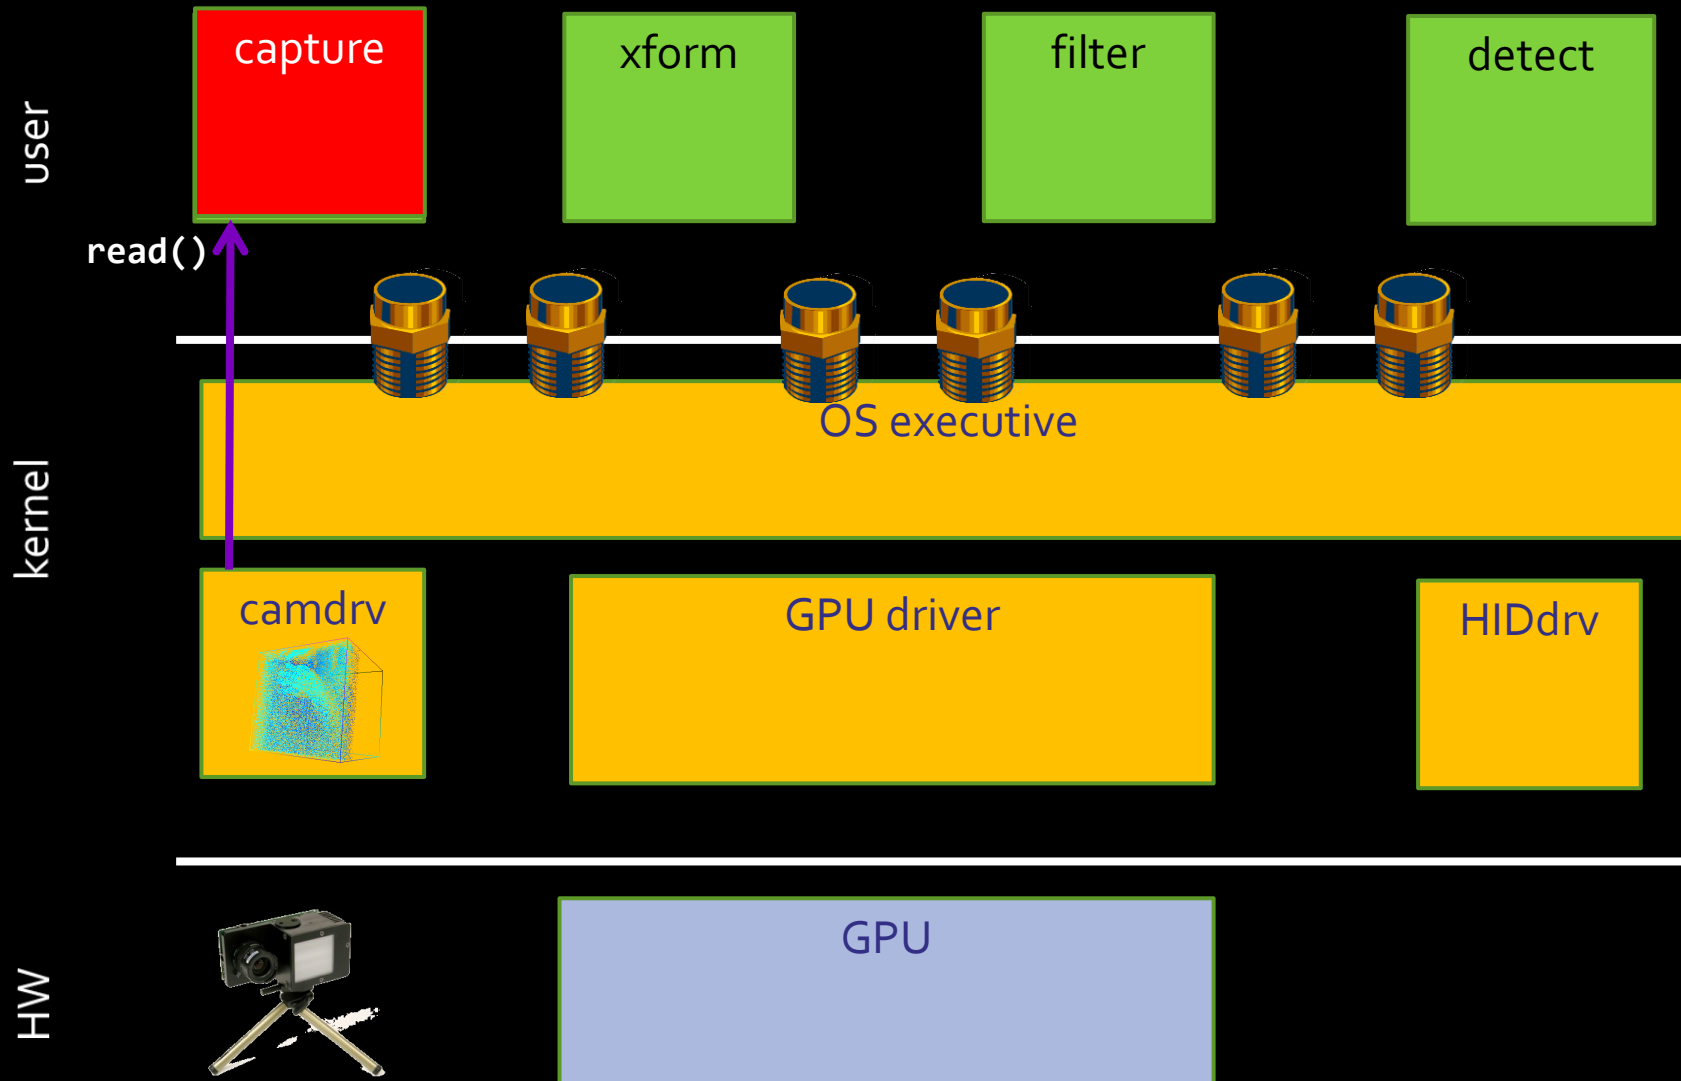 user
capture
xform
filter
detect
read()
kernel
OS executive
camdrv
GPU driver
HIDdrv
HW
GPU